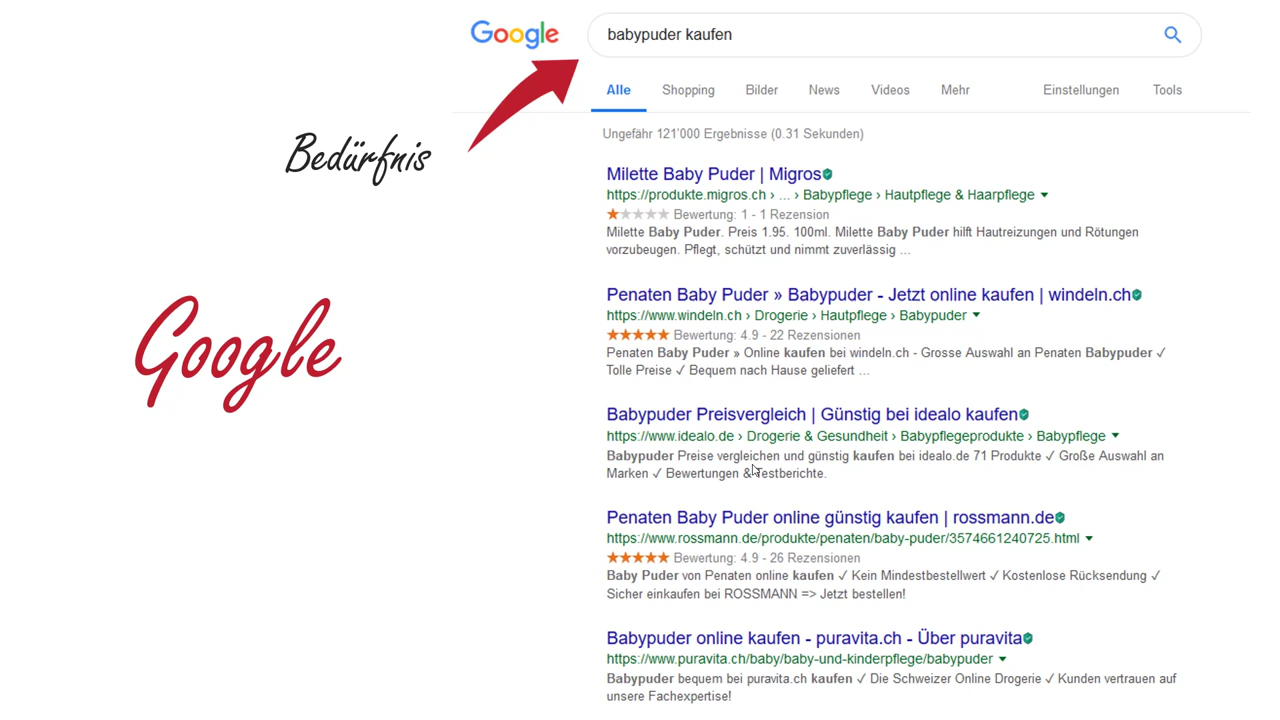 Google
babypuder kaufen
Alle Shopping Bilder News Videos Mehr Einstellungen Tools
Bedürfnis
Google
Ungefähr 121'000 Ergebnisse (0.31 Sekunden)
Milette Baby Puder | Migros
https://produkte.migros.ch › ... › Babypflege › Hautpflege & Haarpflege
Bewertung: 1 - 1 Rezension
Milette Baby Puder. Preis 1.95. 100ml. Milette Baby Puder hilft Hautreizungen und Rötungen
vorzubeugen. Pflegt, schützt und nimmt zuverlässig ...
Penaten Baby Puder » Babypuder - Jetzt online kaufen | windeln.ch
https://www.windeln.ch › Drogerie › Hautpflege › Babypuder
Bewertung: 4.9 - 22 Rezensionen
Penaten Baby Puder » Online kaufen bei windeln.ch - Grosse Auswahl an Penaten Babypuder ✓
Tolle Preise ✓ Bequem nach Hause geliefert ...
Babypuder Preisvergleich | Günstig bei idealo kaufen
https://www.idealo.de › Drogerie & Gesundheit › Babypflegeprodukte › Babypflege
Babypuder Preise vergleichen und günstig kaufen bei idealo.de 71 Produkte ✓ Große Auswahl an
Marken ✓ Bewertungen & Testberichte.
Penaten Baby Puder online günstig kaufen | rossmann.de
https://www.rossmann.de/produkte/penaten/baby-puder/3574661240725.html
Bewertung: 4.9 - 26 Rezensionen
Baby Puder von Penaten online kaufen ✓ Kein Mindestbestellwert ✓ Kostenlose Rücksendung ✓
Sicher einkaufen bei ROSSMANN => Jetzt bestellen!
Babypuder online kaufen - puravita.ch - Über puravita
https://www.puravita.ch/baby/baby-und-kinderpflege/babypuder
Babypuder bequem bei puravita.ch kaufen ✓ Die Schweizer Online Drogerie ✓ Kunden vertrauen auf
unsere Fachexpertise!